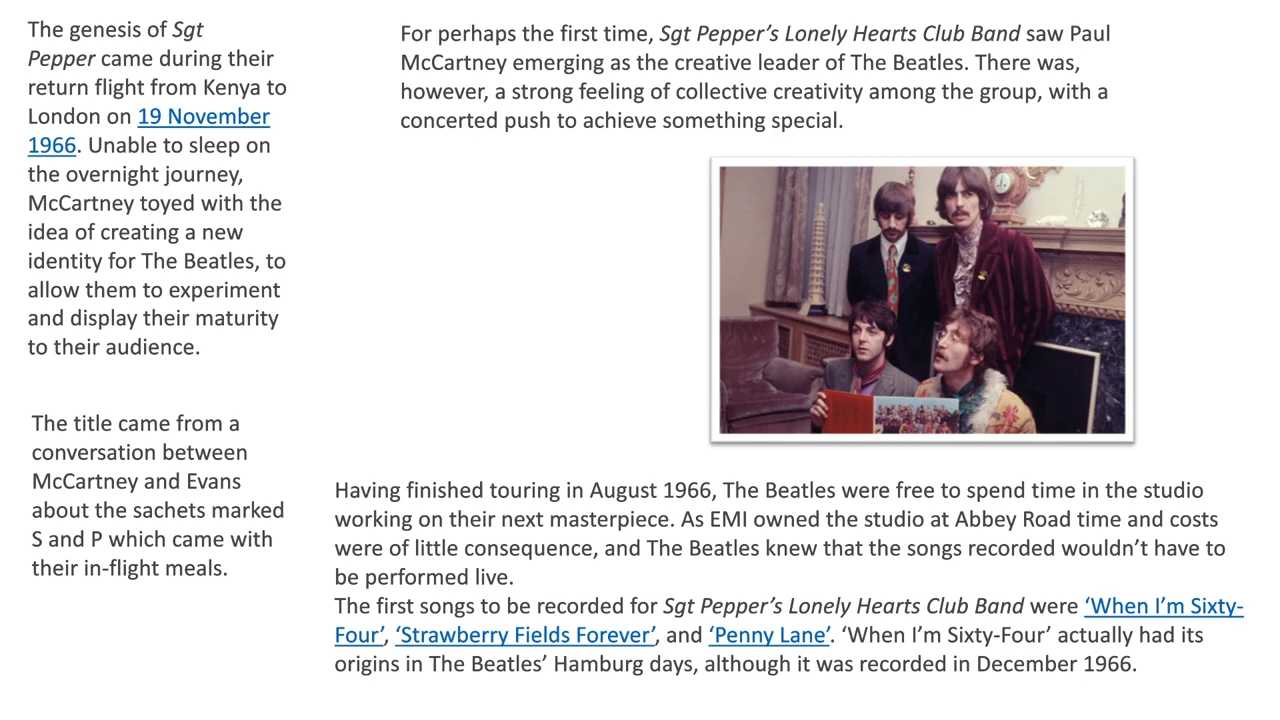 The genesis of Sgt
Pepper came during their
return flight from Kenya to
London on 19 November
1966. Unable to sleep on
the overnight journey,
McCartney toyed with the
idea of creating a new
identity for The Beatles, to
allow them to experiment
and display their maturity
to their audience.
The title came from a
conversation between
McCartney and Evans
about the sachets marked
S and P which came with
their in-flight meals.
For perhaps the first time, Sgt Pepper’s Lonely Hearts Club Band saw Paul
McCartney emerging as the creative leader of The Beatles. There was,
however, a strong feeling of collective creativity among the group, with a
concerted push to achieve something special.
Having finished touring in August 1966, The Beatles were free to spend time in the studio
working on their next masterpiece. As EMI owned the studio at Abbey Road time and costs
were of little consequence, and The Beatles knew that the songs recorded wouldn’t have to
be performed live.
The first songs to be recorded for Sgt Pepper’s Lonely Hearts Club Band were ‘When I’m Sixty-
Four’, ‘Strawberry Fields Forever’, and ‘Penny Lane’. ‘When I’m Sixty-Four’ actually had its
origins in The Beatles’ Hamburg days, although it was recorded in December 1966.